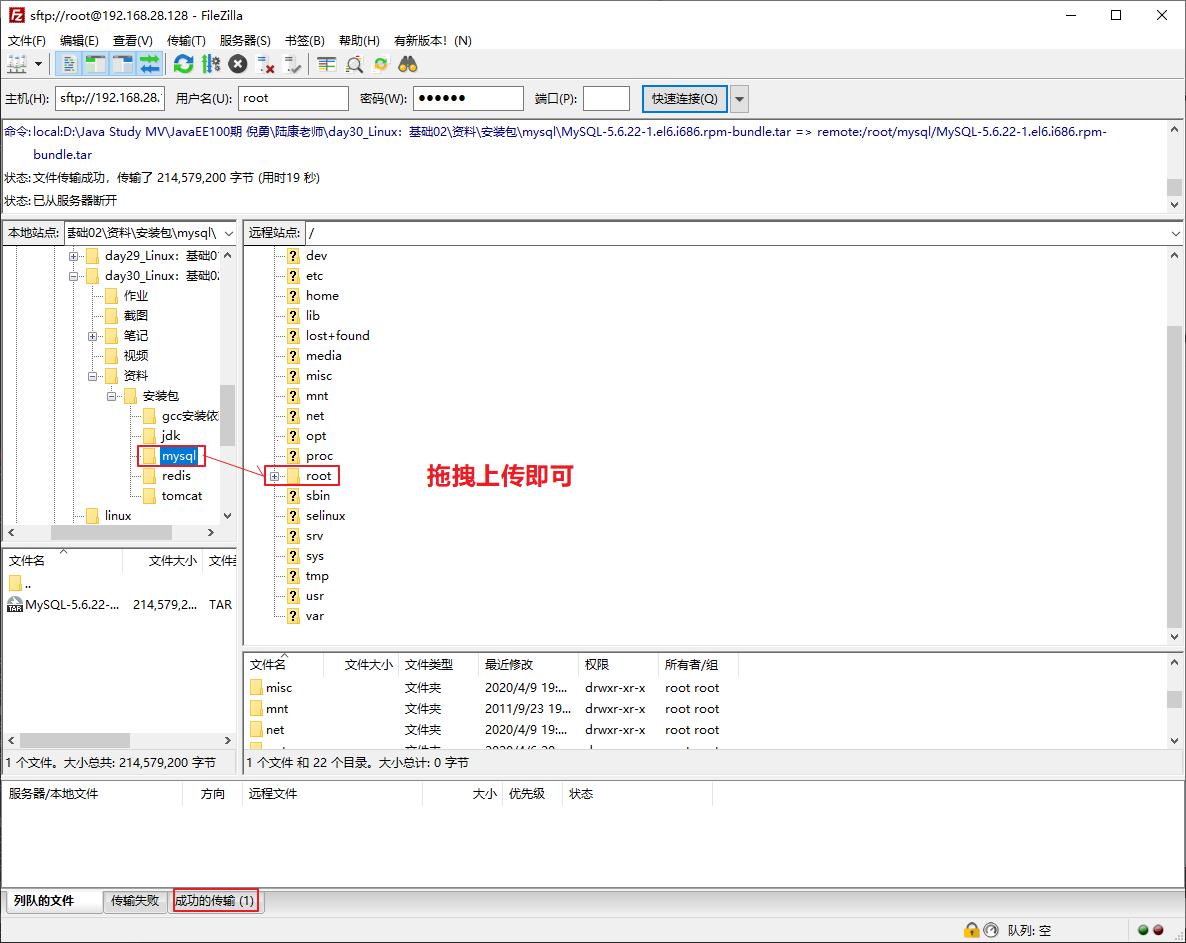 sftp://root@192.168.28.128 - FileZilla
文件(F) 编辑(E) 查看(V) 传输(T) 服务器(S) 书签(B) 帮助(H) 有新版本! (N)
主机(H): sftp://192.168.28. 用户名(U): root 密码(W): ●●●●●● 端口(P): 快速连接(Q)
命令: local:D:\Java Study MV\JavaEE100期 倪勇\陆康老师\day30_Linux：基础02\资料\安装包\mysql\MySQL-5.6.22-1.el6.i686.rpm-bundle.tar => remote:/root/mysql/MySQL-5.6.22-1.el6.i686.rpm-
bundle.tar
状态: 文件传输成功，传输了 214,579,200 字节 (用时19 秒)
状态: 已从服务器断开
本地站点: 基础02\资料\安装包\mysql\
day29_Linux：基础01
day30_Linux：基础02
作业
截图
笔记
视频
资料
安装包
gcc安装依
jdk
mysql
redis
tomcat
linux
文件名 文件大小 文件类
..
MySQL-5.6.22-... 214,579,2... TAR
1 个文件。大小总共: 214,579,200 字节
远程站点: /
dev
etc
home
lib
lost+found
media
misc
mnt
net
opt
proc
root
sbin
selinux
srv
sys
tmp
usr
var
拖拽上传即可
文件名 文件大小 文件类型 最近修改 权限 所有者/组
misc 文件夹 2020/4/9 19:... drwxr-xr-x root root
mnt 文件夹 2011/9/23 19... drwxr-xr-x root root
net 文件夹 2020/4/9 19:... drwxr-xr-x root root
1 个文件 和 22 个目录。大小总计: 0 字节
服务器/本地文件 方向 远程文件 大小 优先级 状态
列队的文件 传输失败 成功的传输 (1)
队列: 空